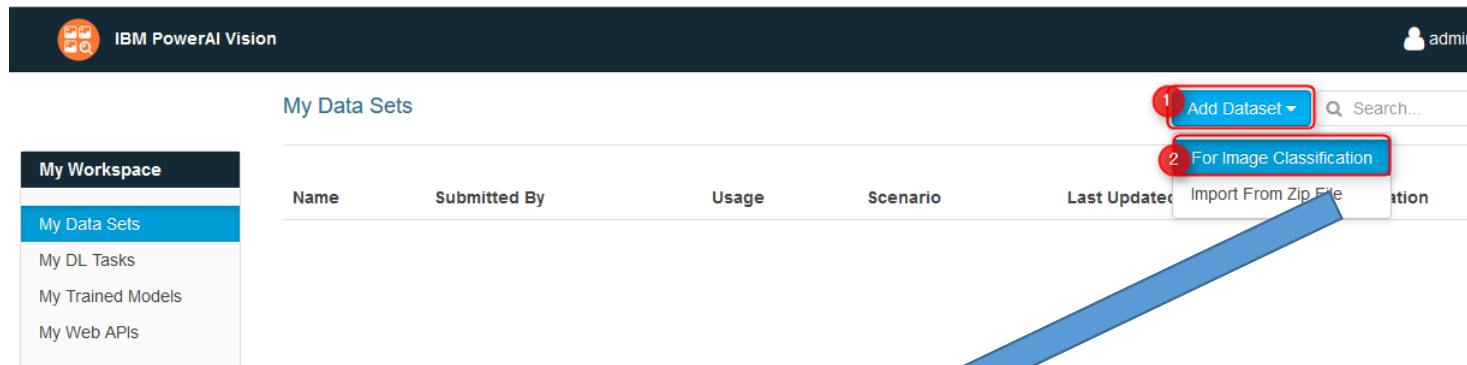 IBM PowerAI Vision
admi
My Data Sets
1 Add Dataset
Search...
2 For Image Classification
Import From Zip File
My Workspace
My Data Sets
My DL Tasks
My Trained Models
My Web APIs
Name Submitted By Usage Scenario Last Updated ation